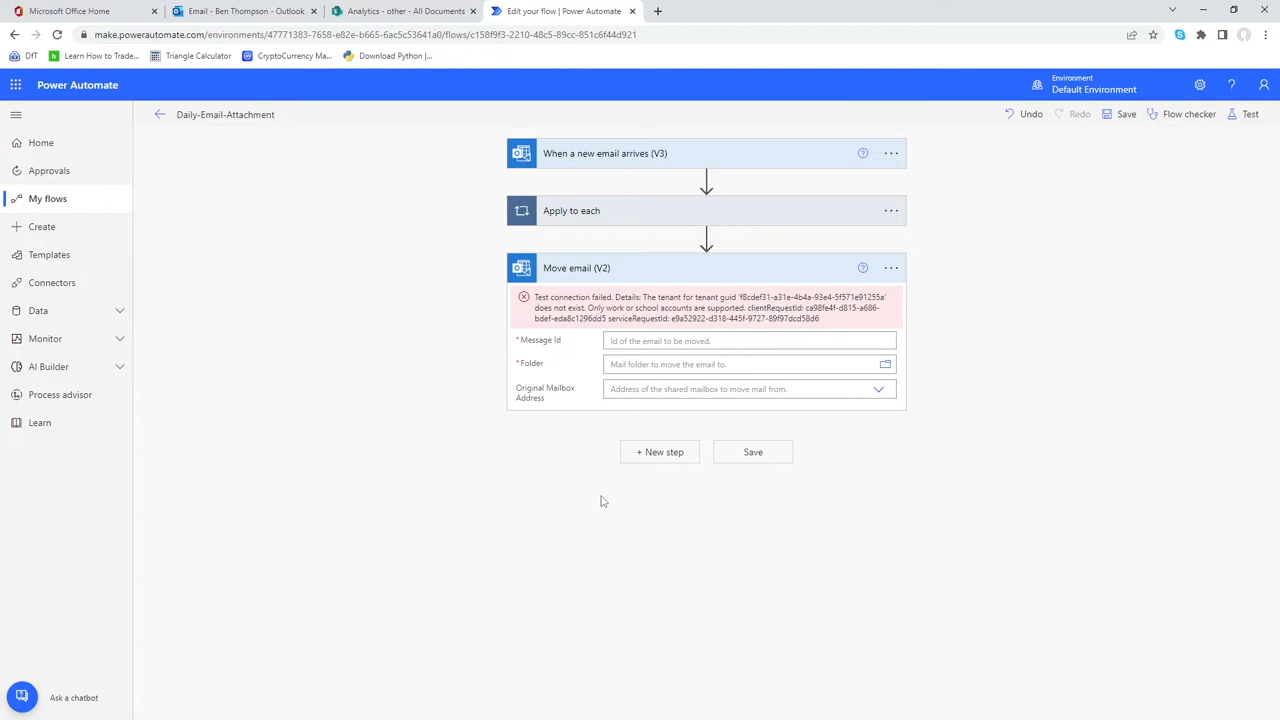 Microsoft Office Home
Email - Ben Thompson - Outlook
Analytics - other - All Documents
Edit your flow | Power Automate
make.powerautomate.com/environments/47771383-7658-e82e-b665-6ac5c53641a0/flows/c158f9f3-2210-48c5-89cc-851c6f44d921
DfT
Learn How to Trade...
Triangle Calculator
CryptoCurrency Ma...
Download Python |...
Power Automate
Environment
Default Environment
Daily-Email-Attachment
Undo
Redo
Save
Flow checker
Test
Home
Approvals
My flows
Create
Templates
Connectors
Data
Monitor
AI Builder
Process advisor
Learn
When a new email arrives (V3)
Apply to each
Move email (V2)
Test connection failed. Details: The tenant for tenant guid 'f8cdef31-a31e-4b4a-93e4-5f571e91255a'
does not exist. Only work or school accounts are supported. clientRequestId: ca98fe4f-d815-a686-
bdef-eda8c1296dd5 serviceRequestId: e9a52922-d318-445f-9727-89f97dcd58d6
* Message Id
Id of the email to be moved.
* Folder
Mail folder to move the email to.
Original Mailbox
Address
Address of the shared mailbox to move mail from.
+ New step
Save
Ask a chatbot